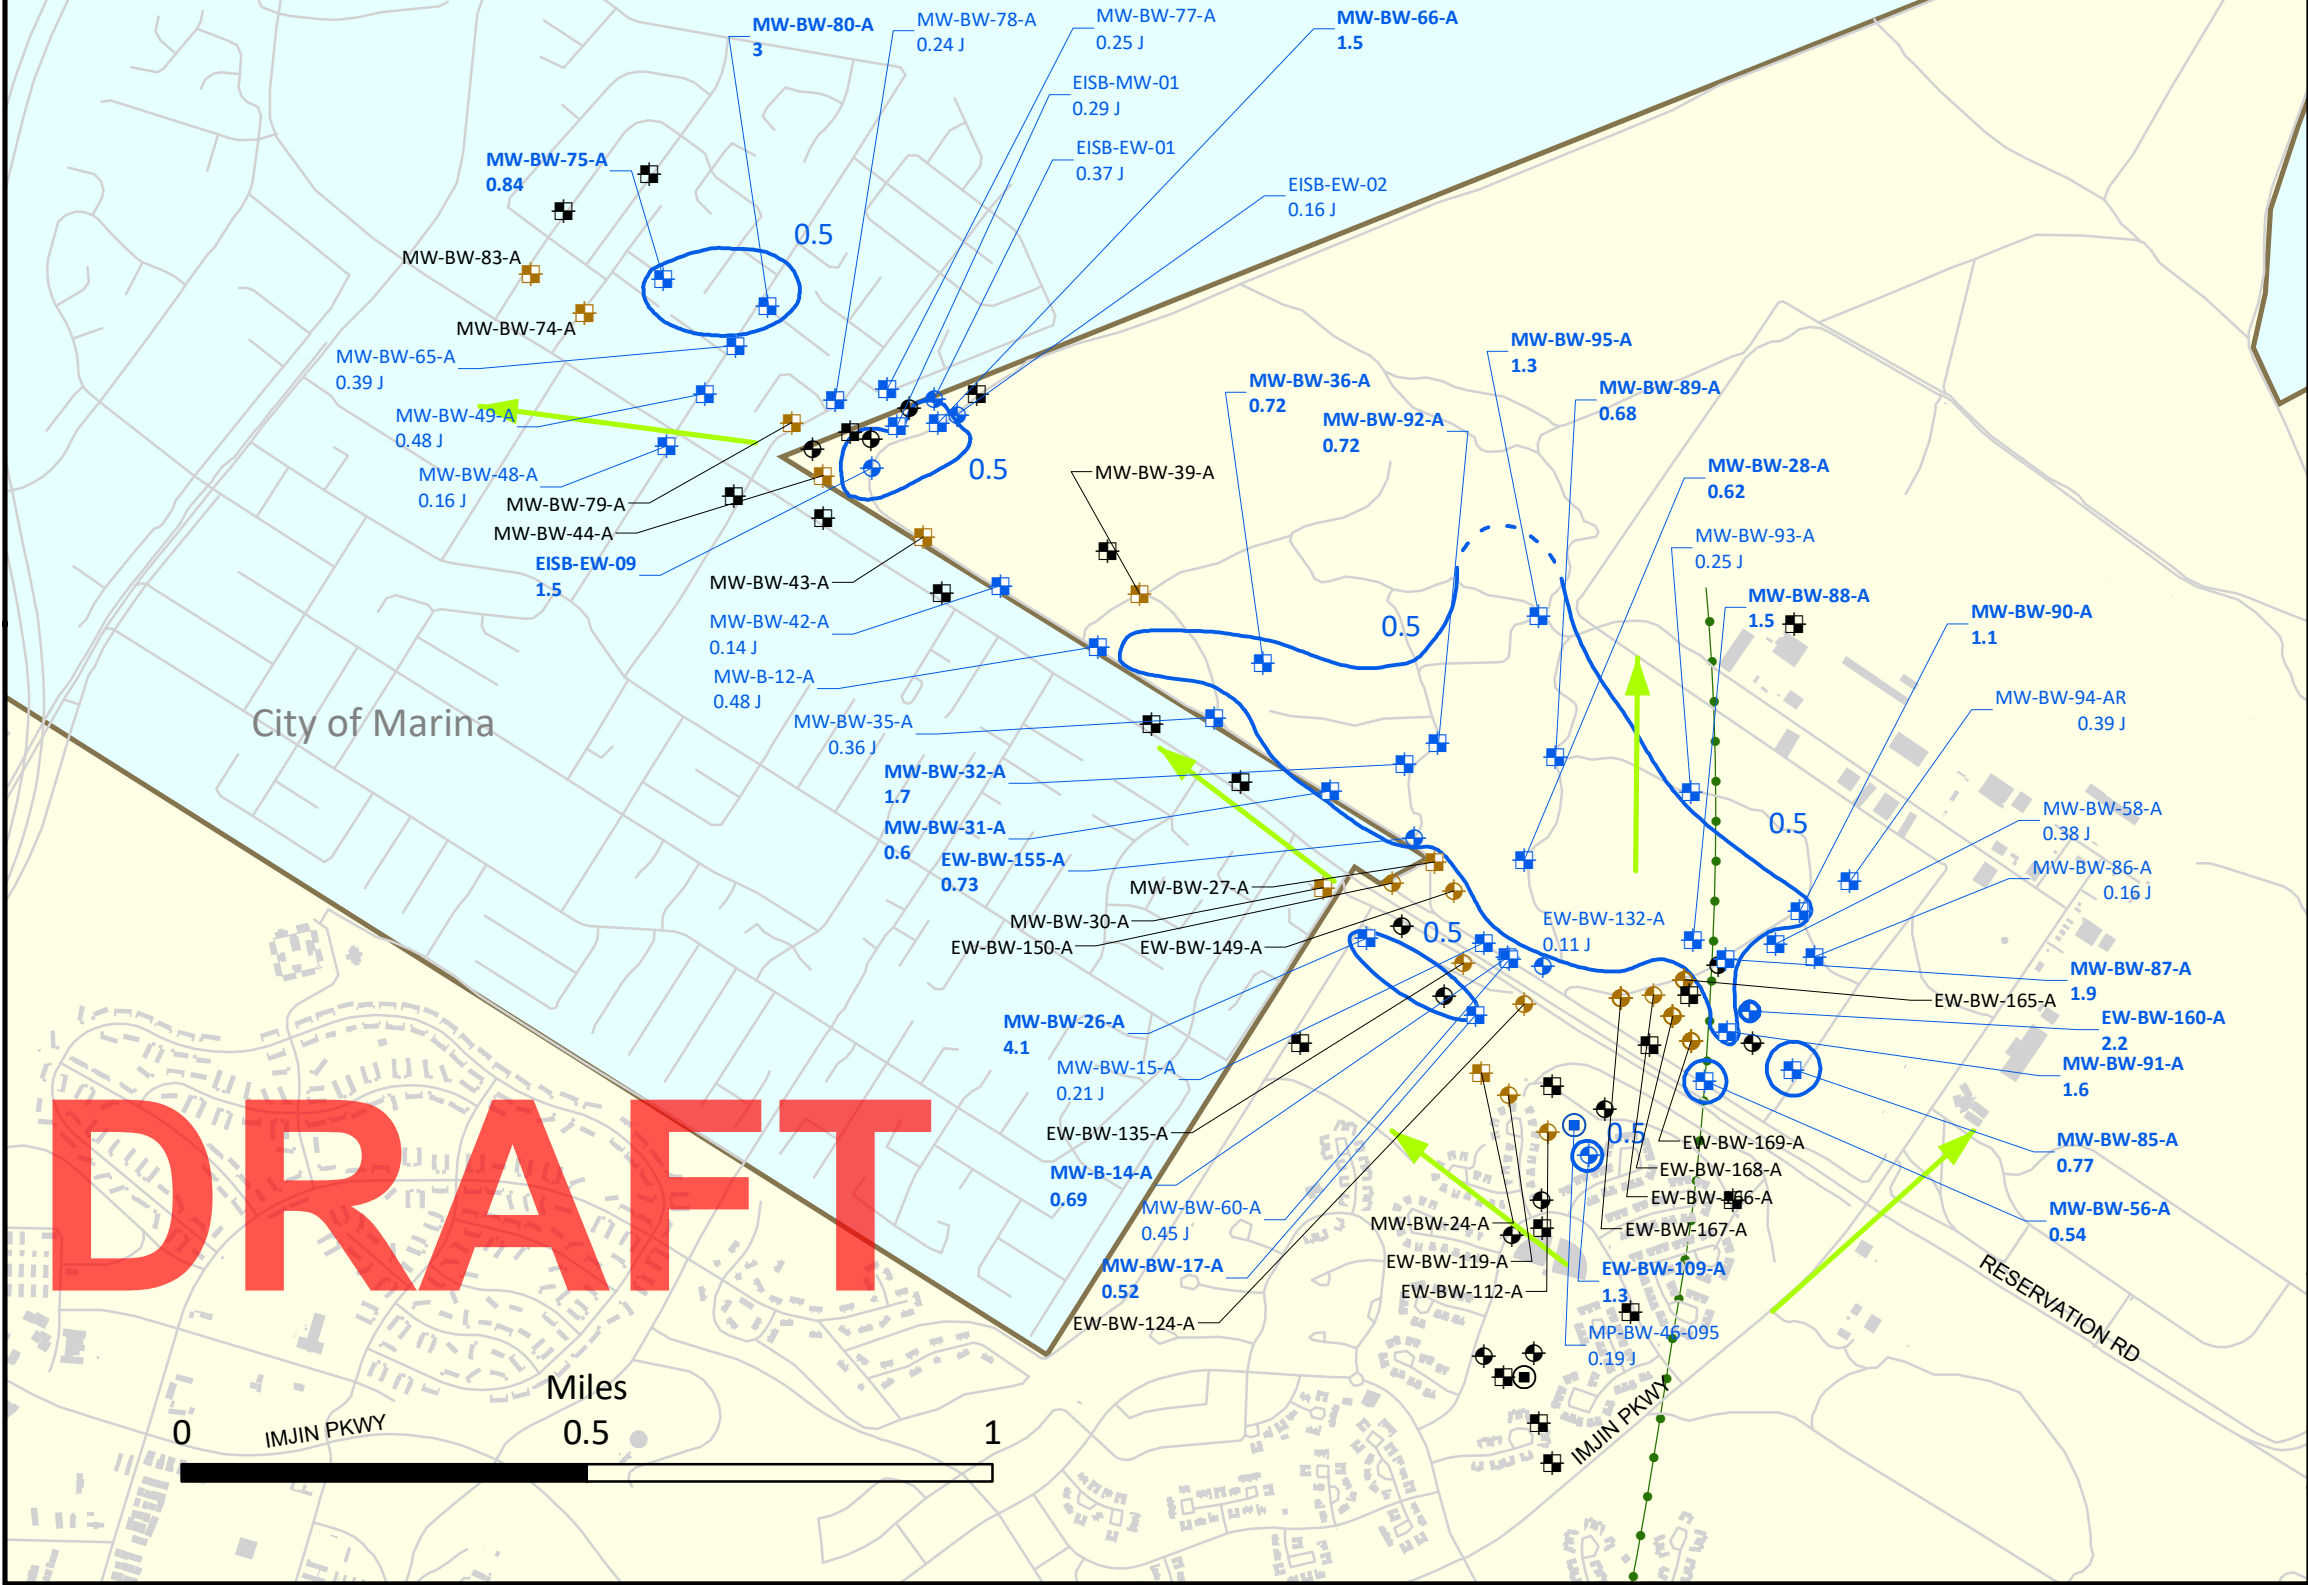 MW-BW-80-A
3
MW-BW-78-A
0.24 J
MW-BW-77-A
0.25 J
MW-BW-66-A
1.5
EISB-MW-01
0.29 J
EISB-EW-01
0.37 J
EISB-EW-02
0.16 J
MW-BW-75-A
0.84
0.5
MW-BW-83-A
MW-BW-74-A
MW-BW-65-A
0.39 J
MW-BW-49-A
0.48 J
MW-BW-48-A
0.16 J
MW-BW-79-A
MW-BW-44-A
EISB-EW-09
1.5
0.5
MW-BW-43-A
MW-BW-39-A
MW-BW-36-A
0.72
MW-BW-92-A
0.72
MW-BW-95-A
1.3
MW-BW-89-A
0.68
MW-BW-28-A
0.62
MW-BW-93-A
0.25 J
MW-BW-88-A
1.5
MW-BW-90-A
1.1
MW-BW-94-AR
0.39 J
MW-BW-58-A
0.38 J
MW-BW-86-A
0.16 J
MW-BW-42-A
0.14 J
MW-B-12-A
0.48 J
0.5
City of Marina
MW-BW-35-A
0.36 J
MW-BW-32-A
1.7
MW-BW-31-A
0.6
EW-BW-155-A
0.73
0.5
MW-BW-27-A
MW-BW-30-A
EW-BW-150-A
EW-BW-149-A
0.5
EW-BW-132-A
0.11 J
MW-BW-87-A
1.9
EW-BW-165-A
EW-BW-160-A
2.2
MW-BW-91-A
1.6
MW-BW-26-A
4.1
MW-BW-15-A
0.21 J
EW-BW-135-A
MW-B-14-A
0.69
MW-BW-60-A
0.45 J
MW-BW-17-A
0.52
EW-BW-124-A
0.5
EW-BW-169-A
EW-BW-168-A
EW-BW-166-A
EW-BW-167-A
MW-BW-85-A
0.77
MW-BW-56-A
0.54
MW-BW-24-A
EW-BW-119-A
EW-BW-112-A
EW-BW-109-A
1.3
MP-BW-46-095
0.19 J
RESERVATION RD
IMJIN PKWY
DRAFT
Miles
0
0.5
1
IMJIN PKWY